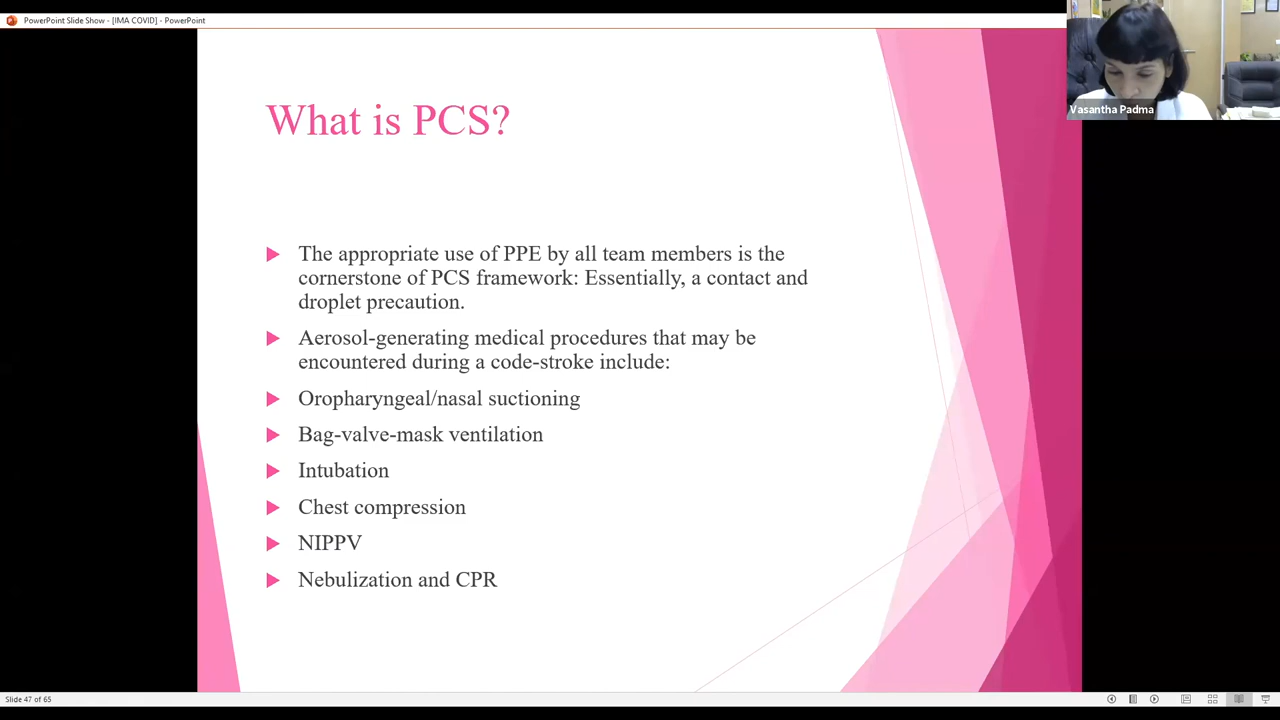 PowerPoint Slide Show - [IMA COVID] - PowerPoint
Vasantha Padma
What is PCS?
The appropriate use of PPE by all team members is the
cornerstone of PCS framework: Essentially, a contact and
droplet precaution.
Aerosol-generating medical procedures that may be
encountered during a code-stroke include:
Oropharyngeal/nasal suctioning
Bag-valve-mask ventilation
Intubation
Chest compression
NIPPV
Nebulization and CPR
Slide 47 of 65